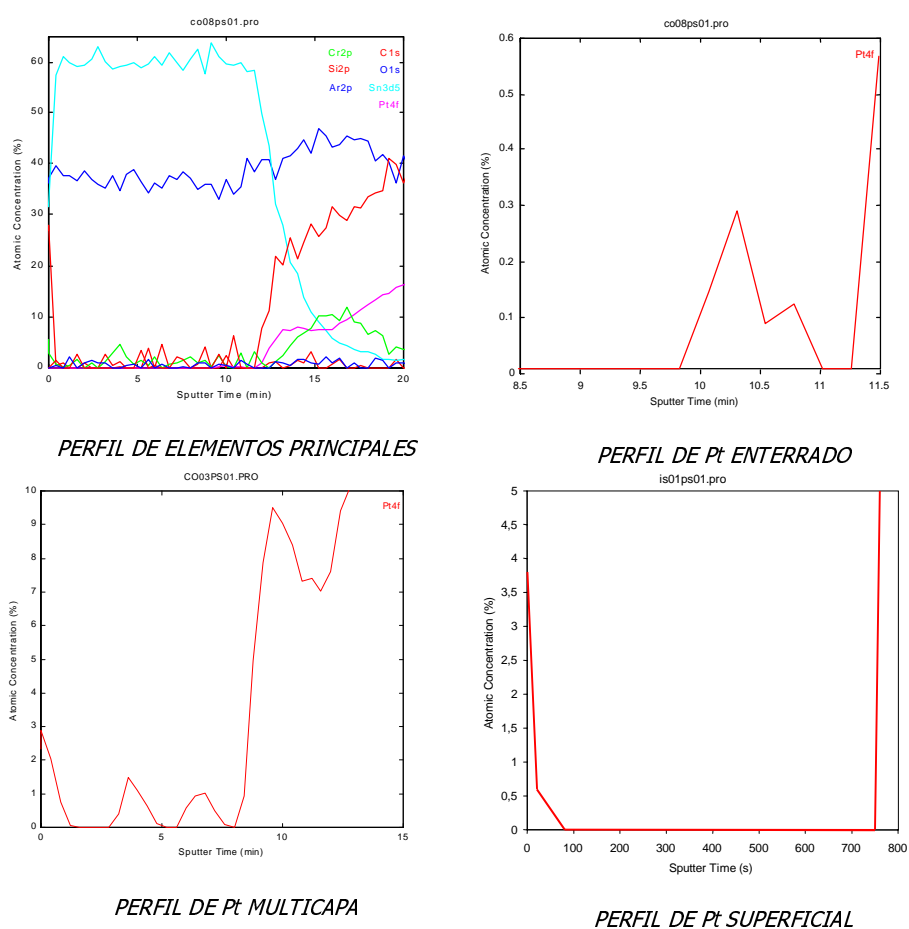 co08ps01.pro
Atomic Concentration (%)
60
50
40
30
20
10
0
Cr2p C1s
Si2p O1s
Ar2p Sn3d5
Pt4f
0 5 10 15 20
Sputter Time (min)
PERFIL DE ELEMENTOS PRINCIPALES
co08ps01.pro
Atomic Concentration (%)
0.6
0.5
0.4
0.3
0.2
0.1
0
Pt4f
8.5 9 9.5 10 10.5 11 11.5
Sputter Time (min)
PERFIL DE Pt ENTERRADO
CO03PS01.PRO
Atomic Concentration (%)
10
9
8
7
6
5
4
3
2
1
0
Pt4f
0 5 10 15
Sputter Time (min)
PERFIL DE Pt MULTICAPA
is01ps01.pro
Atomic Concentration (%)
5
4,5
4
3,5
3
2,5
2
1,5
1
0,5
0
0 100 200 300 400 500 600 700 800
Sputter Time (s)
PERFIL DE Pt SUPERFICIAL